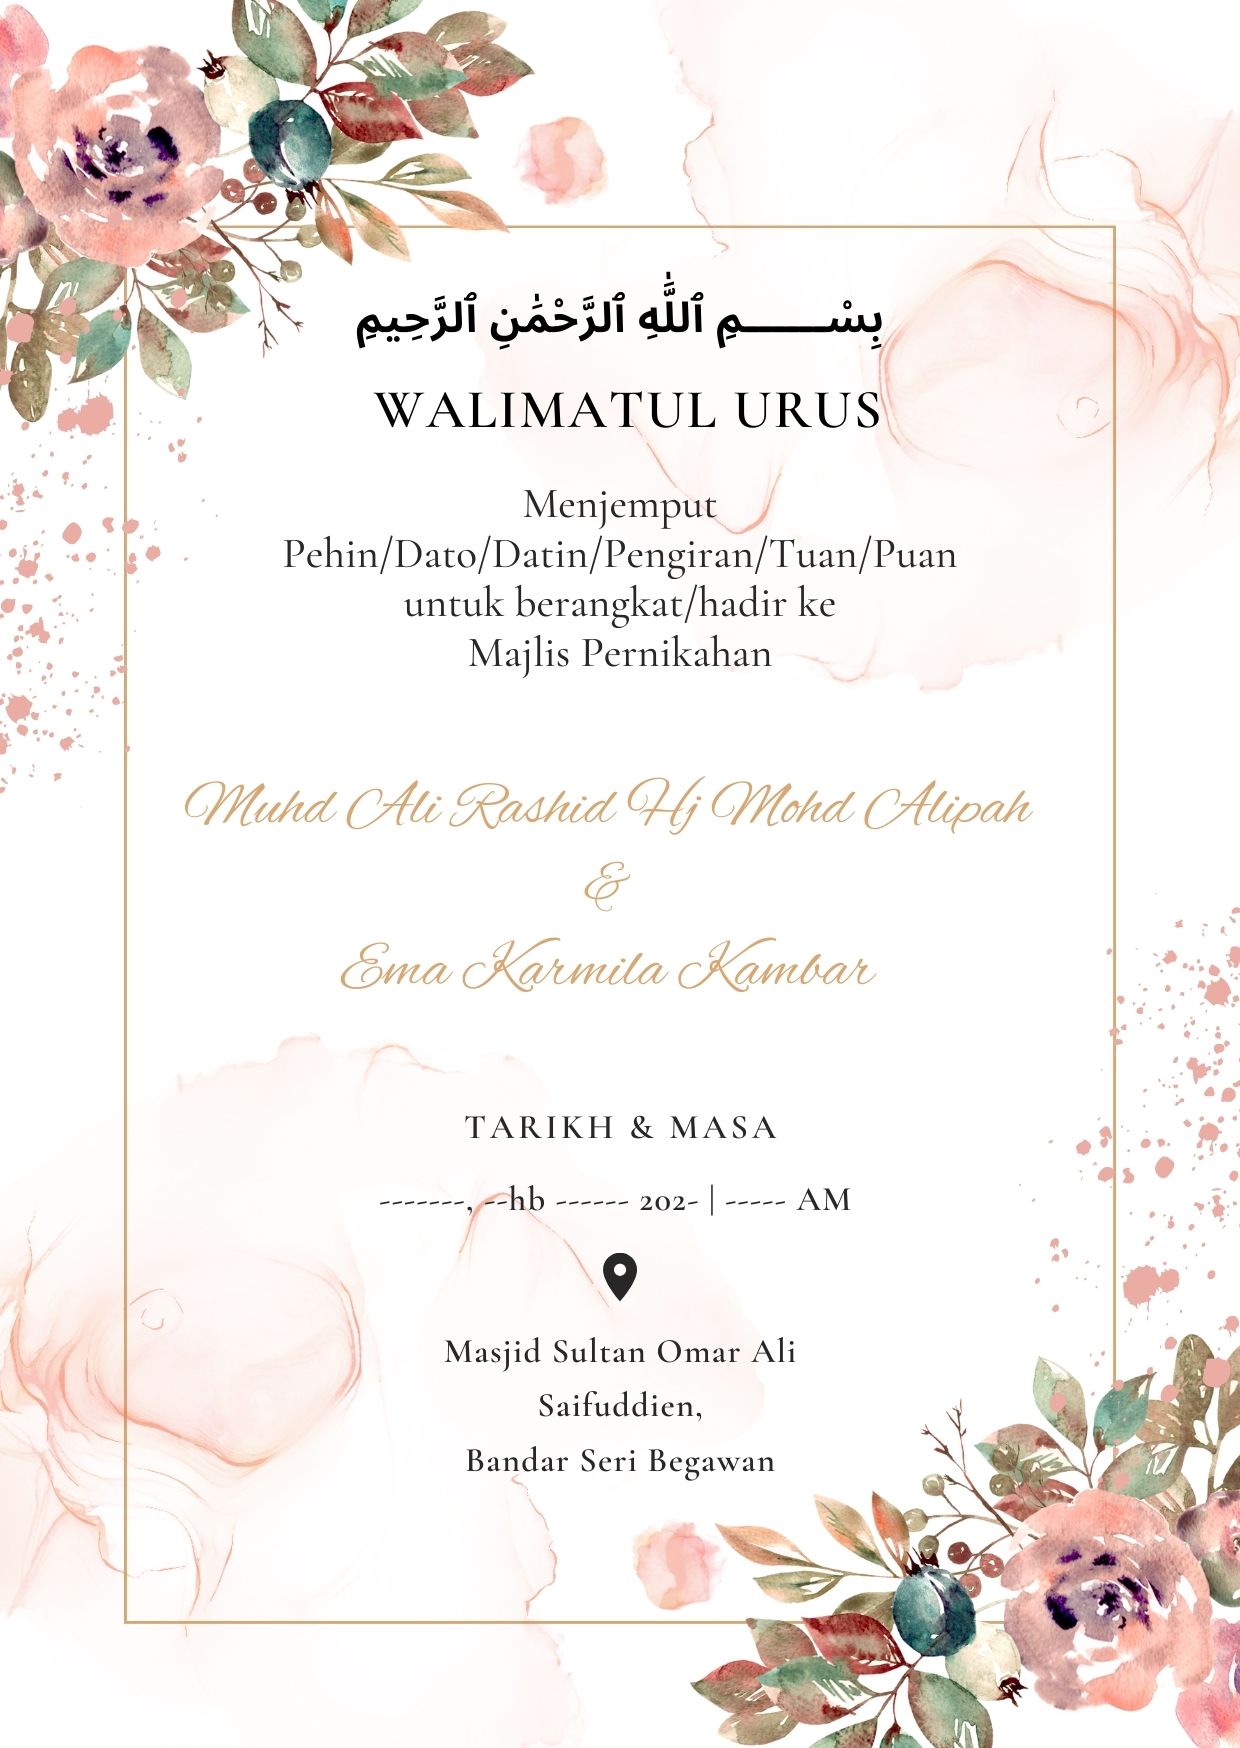 بِسْــــــمِ ٱللَّٰهِ ٱلرَّحْمَٰنِ ٱلرَّحِيمِ
WALIMATUL URUS
Menjemput
Pehin/Dato/Datin/Pengiran/Tuan/Puan
untuk berangkat/hadir ke
Majlis Pernikahan
Muhd Ali Rashid Hj Mohd Alipah
&
Ema Karmila Kambar
TARIKH & MASA
-------, --hb ------ 202- | ----- AM
Masjid Sultan Omar Ali
Saifuddien,
Bandar Seri Begawan